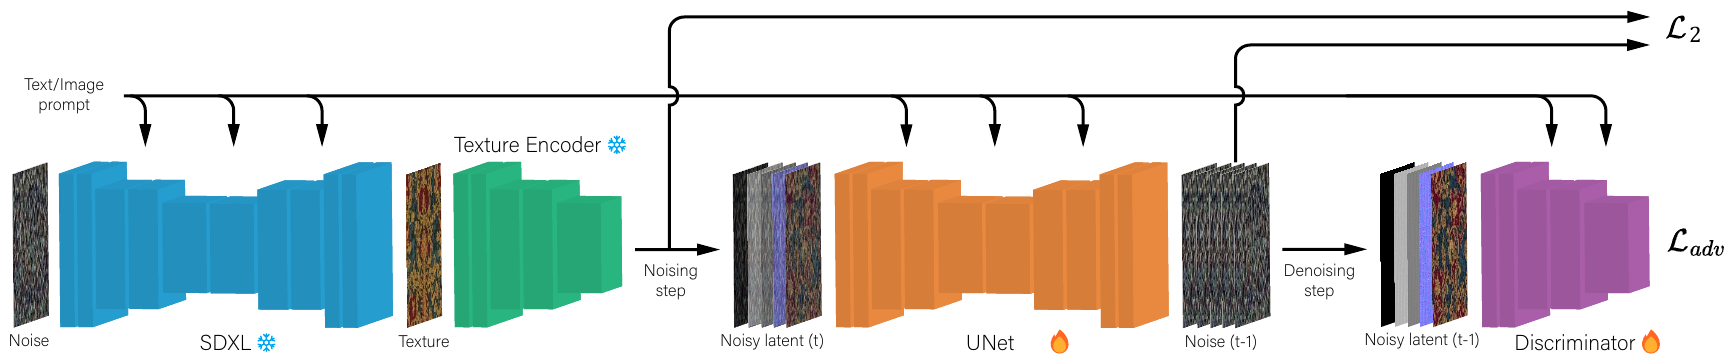 ℒ2
Text/Image
prompt
Texture Encoder
Noising
step
Denoising
step
ℒadv
Noise
SDXL
Texture
Noisy latent (t)
UNet
Noise (t-1)
Noisy latent (t-1)
Discriminator